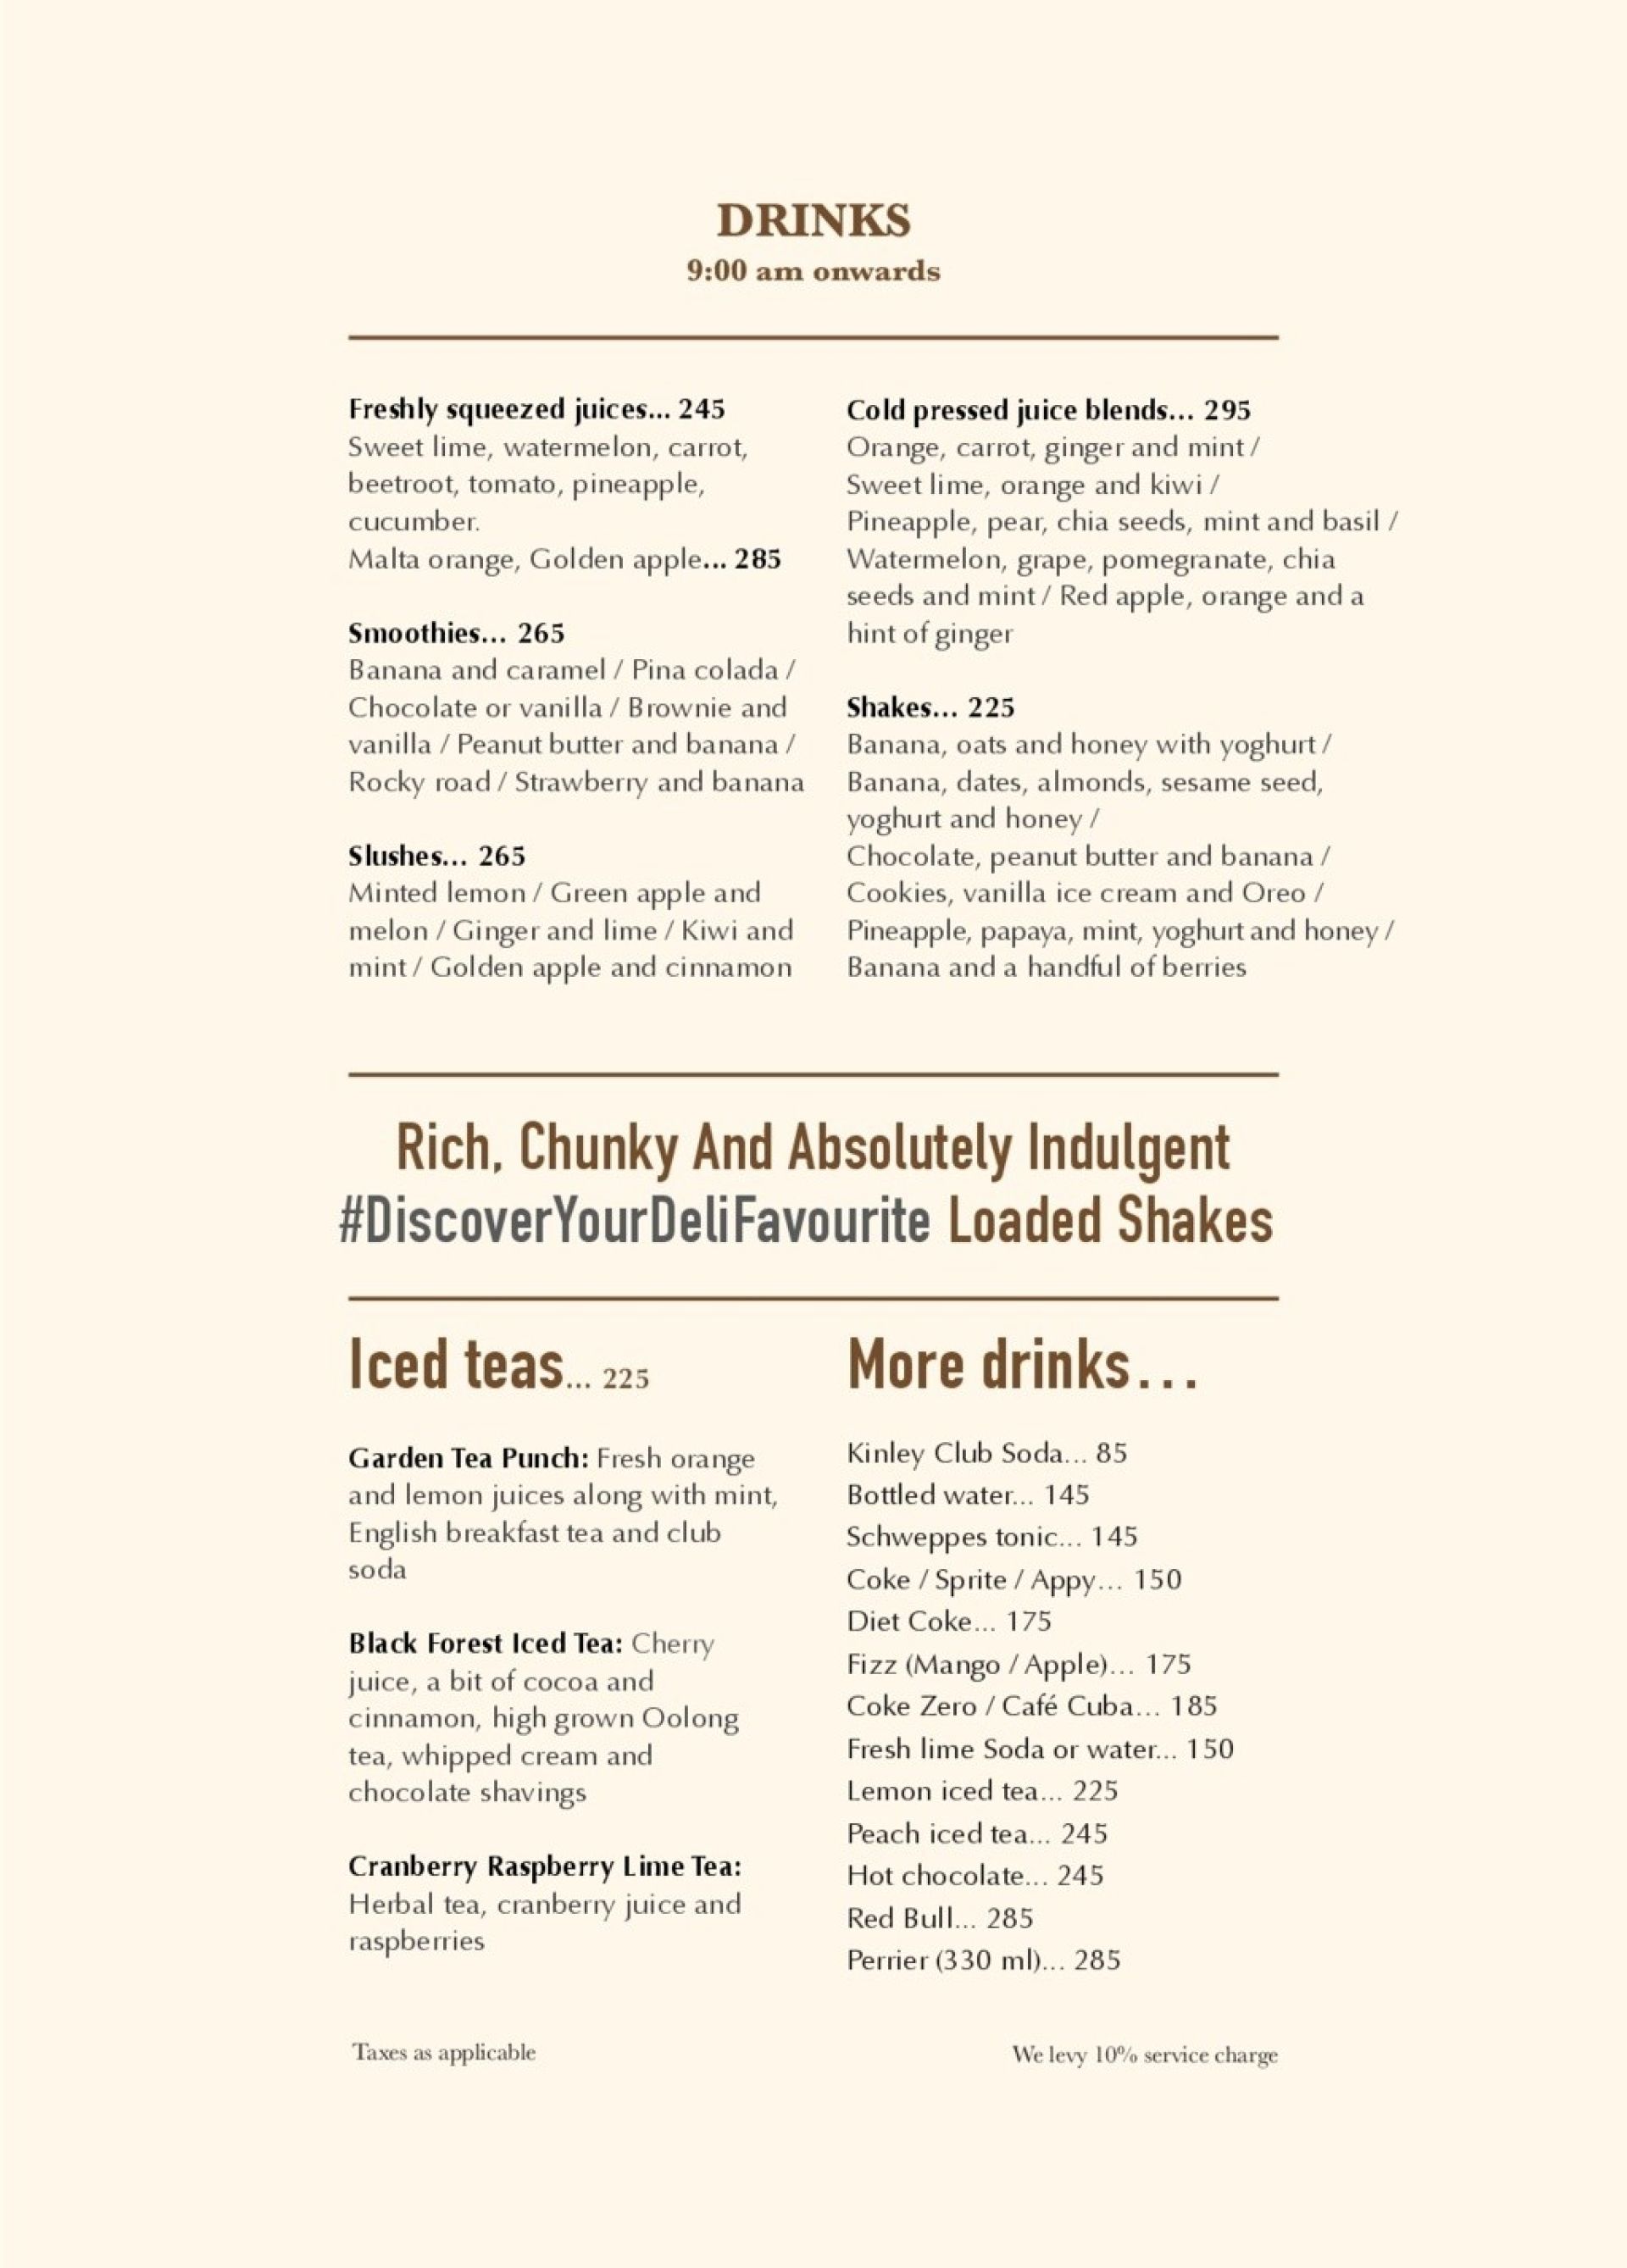 DRINKS
9:00 am onwards
Freshly squeezed juices... 245
Sweet lime, watermelon, carrot,
beetroot, tomato, pineapple,
cucumber.
Malta orange, Golden apple... 285
Smoothies... 265
Banana and caramel / Pina colada /
Chocolate or vanilla / Brownie and
vanilla / Peanut butter and banana /
Rocky road / Strawberry and banana
Slushes... 265
Minted lemon / Green apple and
melon / Ginger and lime / Kiwi and
mint / Golden apple and cinnamon
Cold pressed juice blends... 295
Orange, carrot, ginger and mint /
Sweet lime, orange and kiwi /
Pineapple, pear, chia seeds, mint and basil /
Watermelon, grape, pomegranate, chia
seeds and mint / Red apple, orange and a
hint of ginger
Shakes... 225
Banana, oats and honey with yoghurt /
Banana, dates, almonds, sesame seed,
yoghurt and honey /
Chocolate, peanut butter and banana /
Cookies, vanilla ice cream and Oreo /
Pineapple, papaya, mint, yoghurt and honey /
Banana and a handful of berries
Rich, Chunky And Absolutely Indulgent
#DiscoverYourDeliFavourite Loaded Shakes
Iced teas... 225
Garden Tea Punch: Fresh orange
and lemon juices along with mint,
English breakfast tea and club
soda
Black Forest Iced Tea: Cherry
juice, a bit of cocoa and
cinnamon, high grown Oolong
tea, whipped cream and
chocolate shavings
Cranberry Raspberry Lime Tea:
Herbal tea, cranberry juice and
raspberries
More drinks...
Kinley Club Soda... 85
Bottled water... 145
Schweppes tonic... 145
Coke / Sprite / Appy... 150
Diet Coke... 175
Fizz (Mango / Apple)... 175
Coke Zero / Café Cuba... 185
Fresh lime Soda or water... 150
Lemon iced tea... 225
Peach iced tea... 245
Hot chocolate... 245
Red Bull... 285
Perrier (330 ml)... 285
Taxes as applicable
We levy 10% service charge